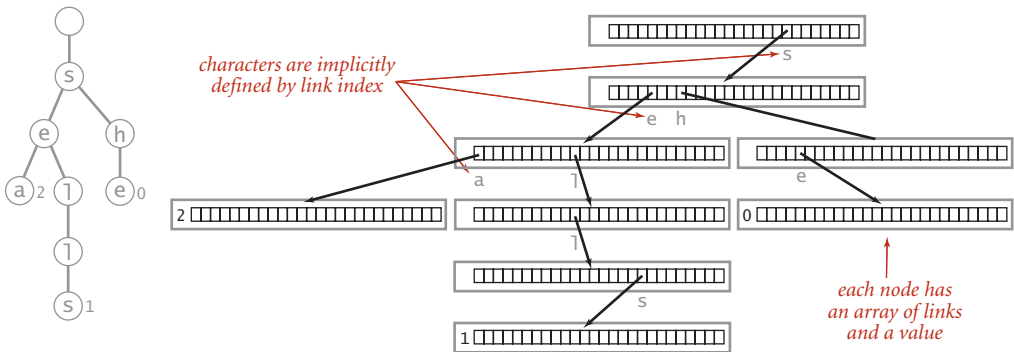 characters are implicitly
defined by link index
s
s
e
h
e
h
a
2
l
e
0
a
l
e
2
0
l
l
s
1
s
1
each node has
an array of links
and a value